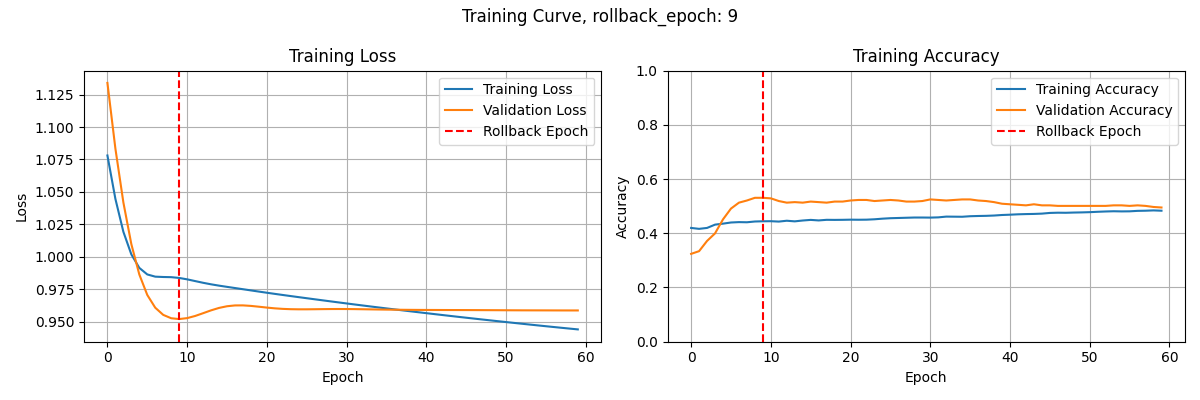 Training Curve, rollback_epoch: 9
Training Loss
Loss
1.125
1.100
1.075
1.050
1.025
1.000
0.975
0.950
0 10 20 30 40 50 60
Epoch
Training Loss
Validation Loss
Rollback Epoch
Training Accuracy
Accuracy
1.0
0.8
0.6
0.4
0.2
0.0
0 10 20 30 40 50 60
Epoch
Training Accuracy
Validation Accuracy
Rollback Epoch